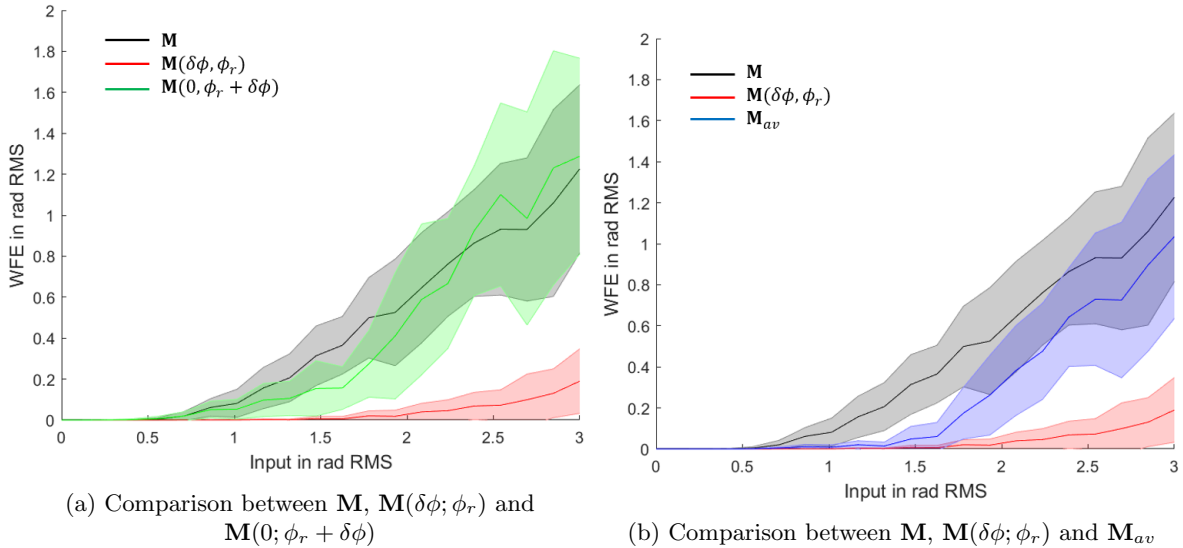 2
1.8
1.6
1.4
1.2
1
0.8
0.6
0.4
0.2
0
WFE in rad RMS
M
M(δϕ, ϕr)
M(0, ϕr + δϕ)
0 0.5 1 1.5 2 2.5 3
Input in rad RMS
(a) Comparison between M, M(δϕ; ϕr) and
M(0; ϕr + δϕ)
2
1.8
1.6
1.4
1.2
1
0.8
0.6
0.4
0.2
0
WFE in rad RMS
M
M(δϕ, ϕr)
Mav
0 0.5 1 1.5 2 2.5 3
Input in rad RMS
(b) Comparison between M, M(δϕ; ϕr) and Mav